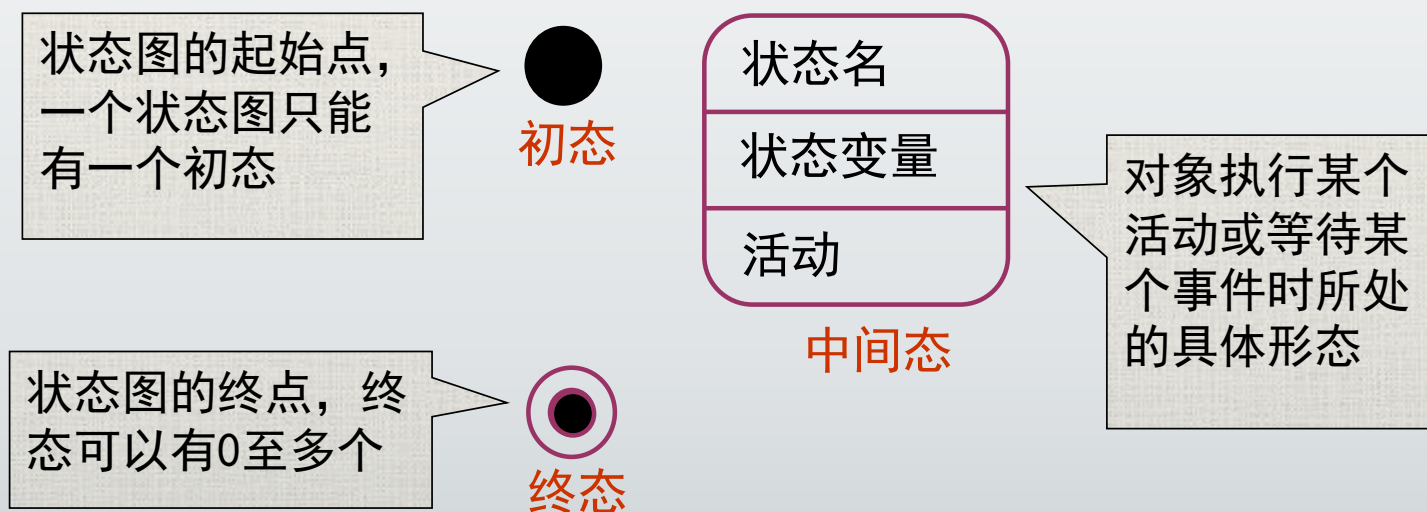 状态图的起始点，
一个状态图只能
有一个初态
初态
状态名
状态变量
活动
中间态
对象执行某个
活动或等待某
个事件时所处
的具体形态
状态图的终点，终
态可以有0至多个
终态